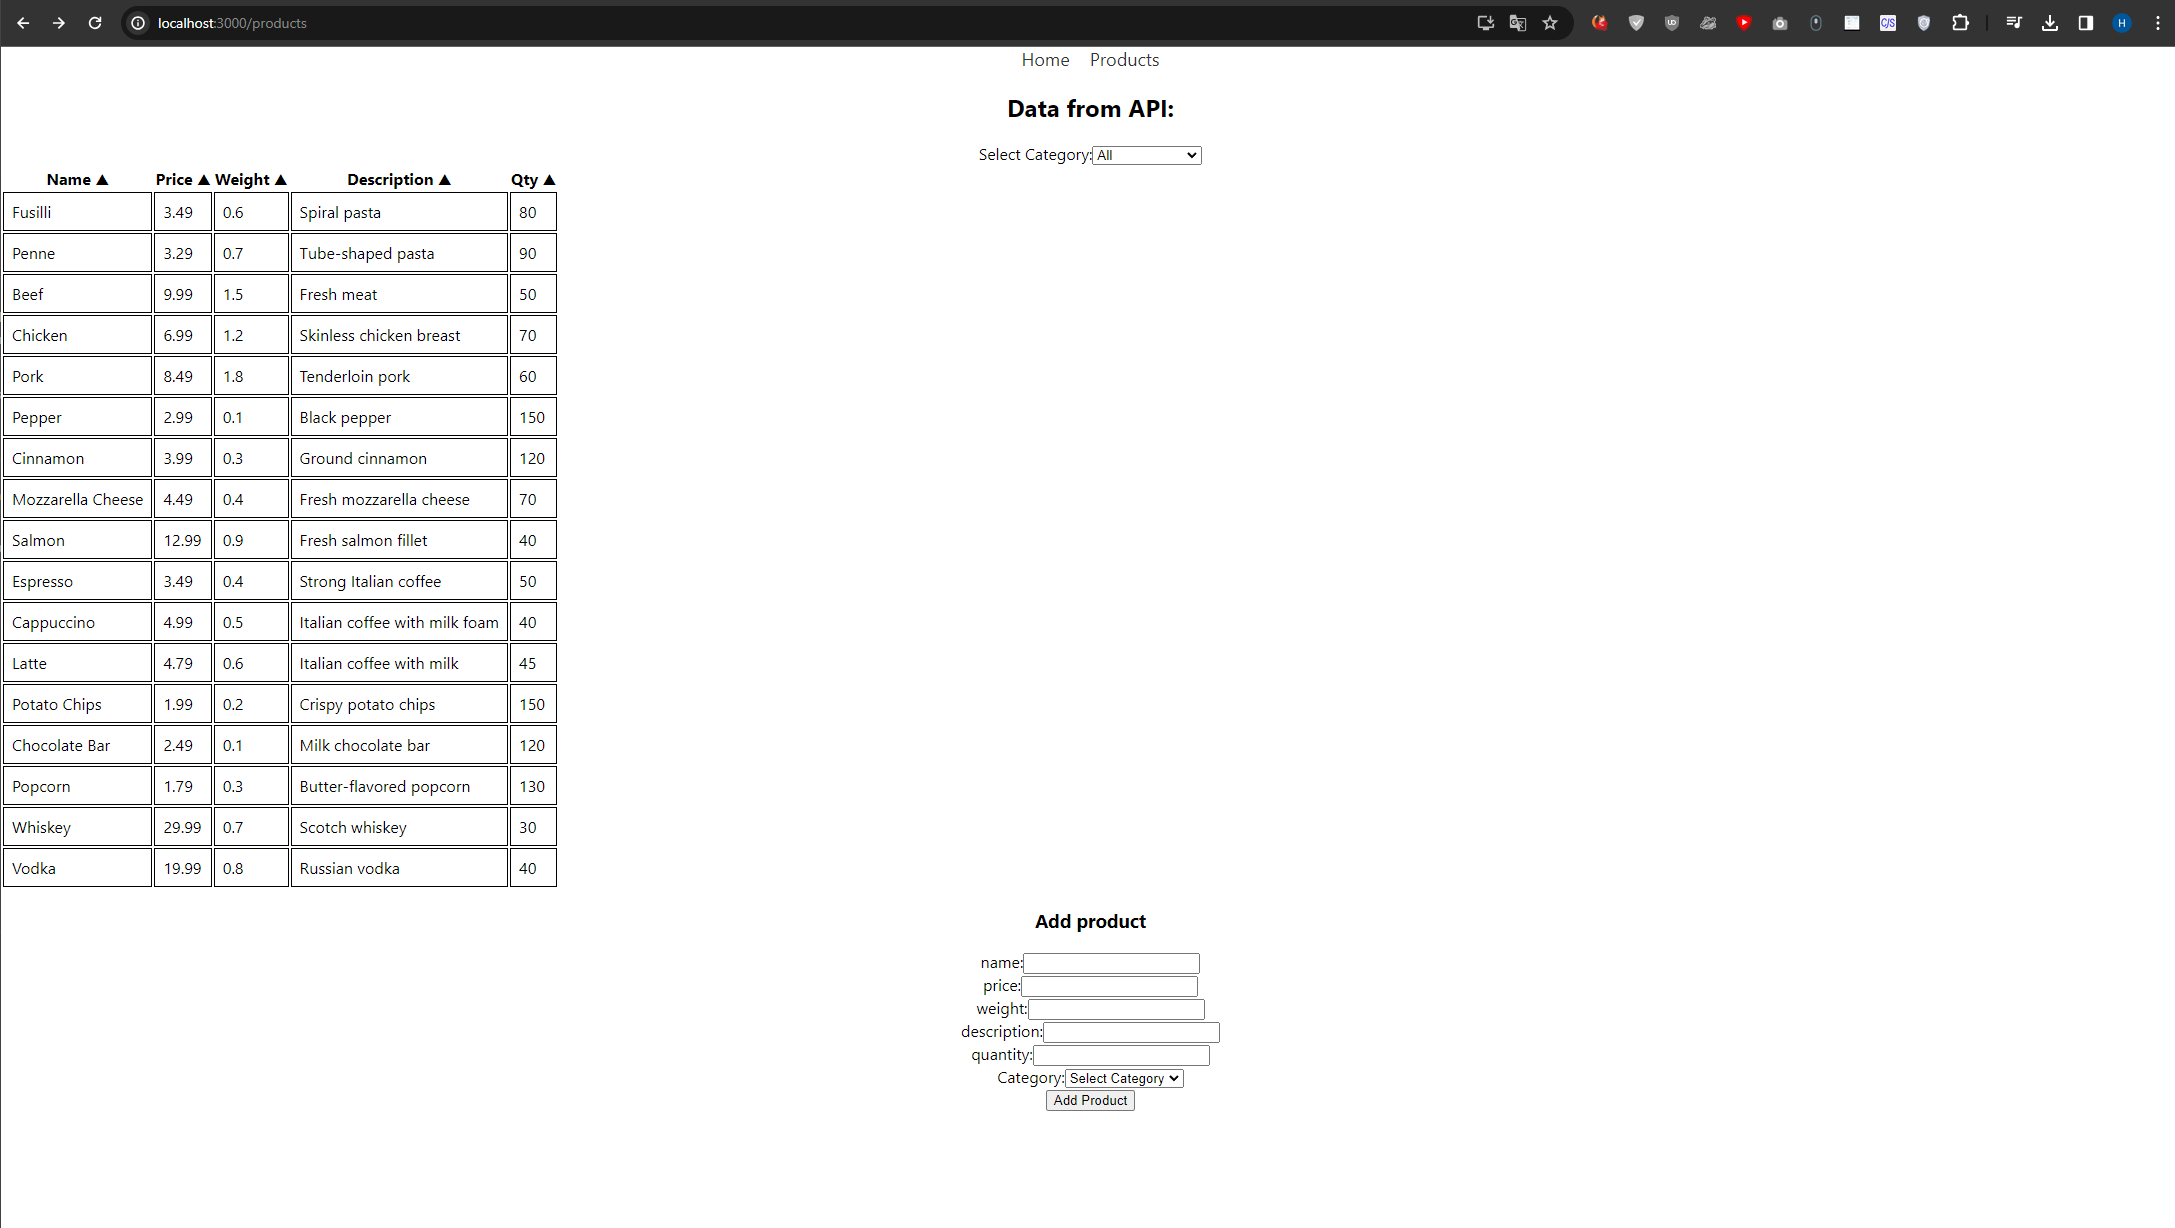 localhost:3000/products
Home Products
Data from API:
Select Category: All
Name ▲ Price ▲ Weight ▲ Description ▲ Qty ▲
Fusilli 3.49 0.6 Spiral pasta 80
Penne 3.29 0.7 Tube-shaped pasta 90
Beef 9.99 1.5 Fresh meat 50
Chicken 6.99 1.2 Skinless chicken breast 70
Pork 8.49 1.8 Tenderloin pork 60
Pepper 2.99 0.1 Black pepper 150
Cinnamon 3.99 0.3 Ground cinnamon 120
Mozzarella Cheese 4.49 0.4 Fresh mozzarella cheese 70
Salmon 12.99 0.9 Fresh salmon fillet 40
Espresso 3.49 0.4 Strong Italian coffee 50
Cappuccino 4.99 0.5 Italian coffee with milk foam 40
Latte 4.79 0.6 Italian coffee with milk 45
Potato Chips 1.99 0.2 Crispy potato chips 150
Chocolate Bar 2.49 0.1 Milk chocolate bar 120
Popcorn 1.79 0.3 Butter-flavored popcorn 130
Whiskey 29.99 0.7 Scotch whiskey 30
Vodka 19.99 0.8 Russian vodka 40
Add product
name:
price:
weight:
description:
quantity:
Category: Select Category
Add Product